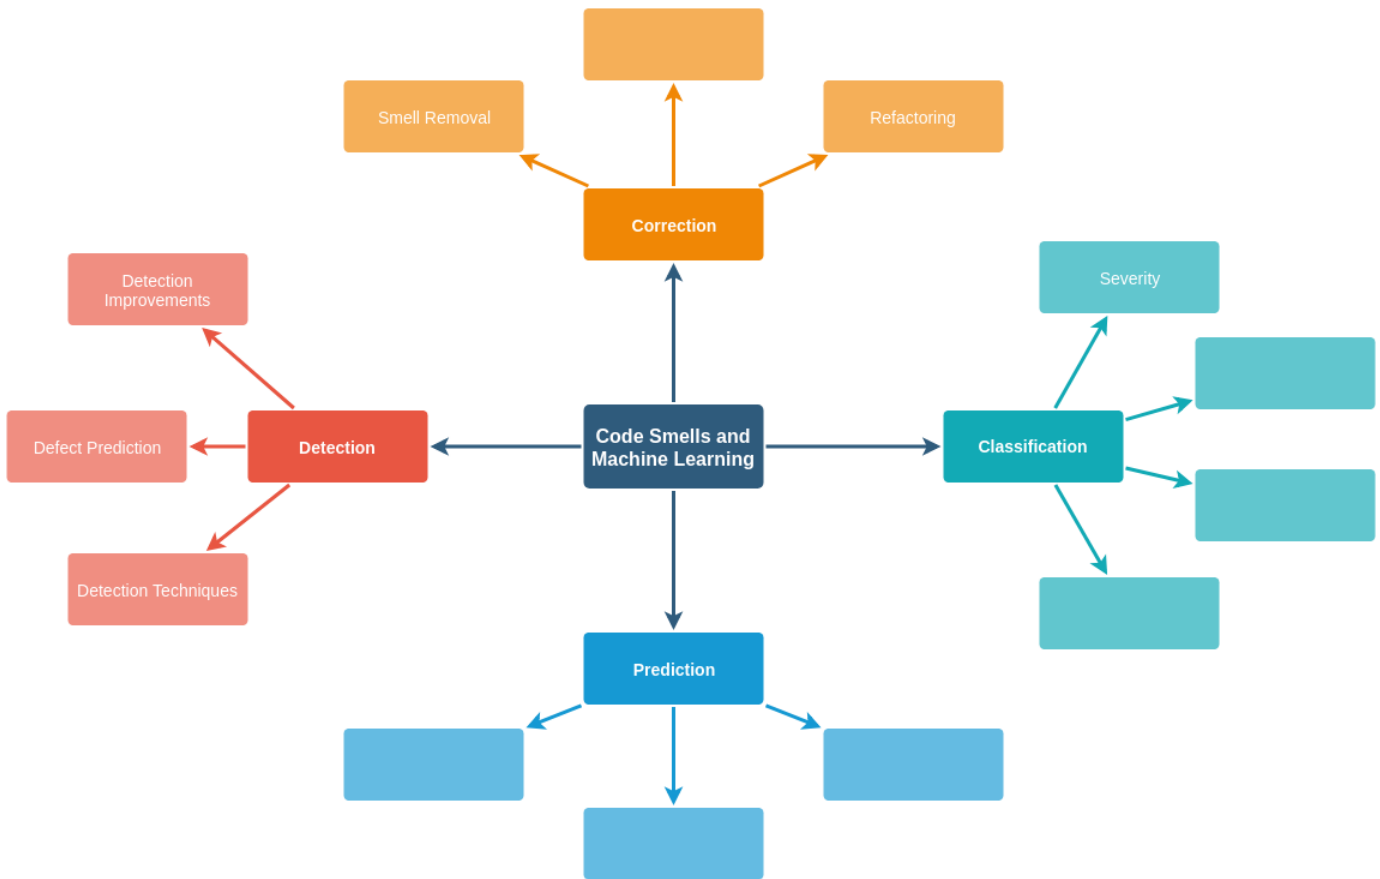 Smell Removal
Refactoring
Correction
Detection
Improvements
Severity
Defect Prediction
Detection
Code Smells and
Machine Learning
Classification
Detection Techniques
Prediction